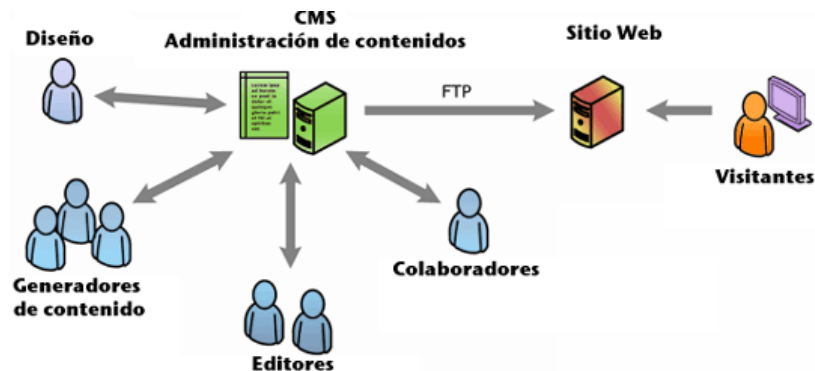 CMS
Administración de contenidos
Diseño
Sitio Web
FTP
Visitantes
Colaboradores
Generadores
de contenido
Editores